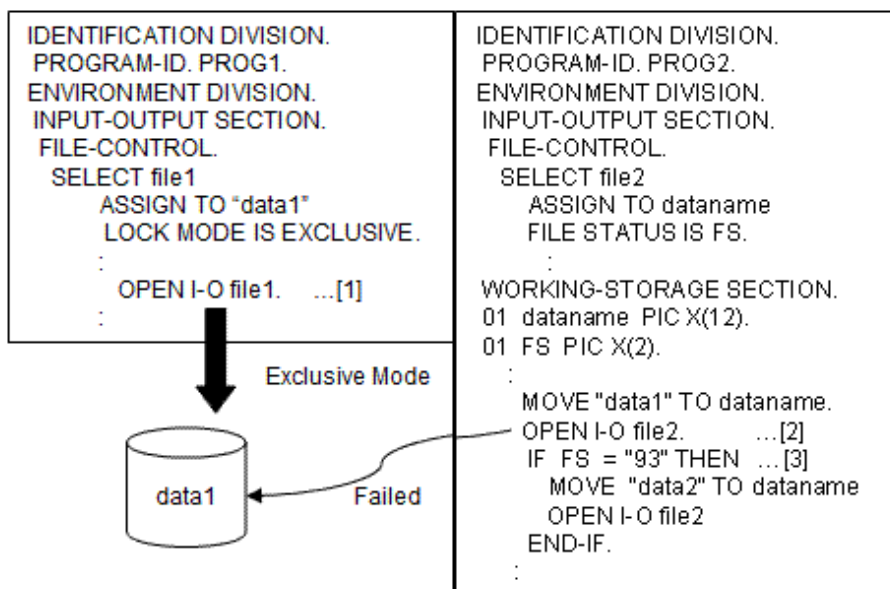 IDENTIFICATION DIVISION.
PROGRAM-ID. PROG1.
ENVIRONMENT DIVISION.
INPUT-OUTPUT SECTION.
FILE-CONTROL.
SELECT file1
ASSIGN TO “data1”
LOCK MODE IS EXCLUSIVE.
:
OPEN I-O file1. ...[1]
:
Exclusive Mode
data1
Failed
IDENTIFICATION DIVISION.
PROGRAM-ID. PROG2.
ENVIRONMENT DIVISION.
INPUT-OUTPUT SECTION.
FILE-CONTROL.
SELECT file2
ASSIGN TO dataname
FILE STATUS IS FS.
:
WORKING-STORAGE SECTION.
01 dataname PIC X(12).
01 FS PIC X(2).
:
MOVE "data1" TO dataname.
OPEN I-O file2. ...[2]
IF FS = "93" THEN ...[3]
MOVE "data2" TO dataname
OPEN I-O file2
END-IF.
: